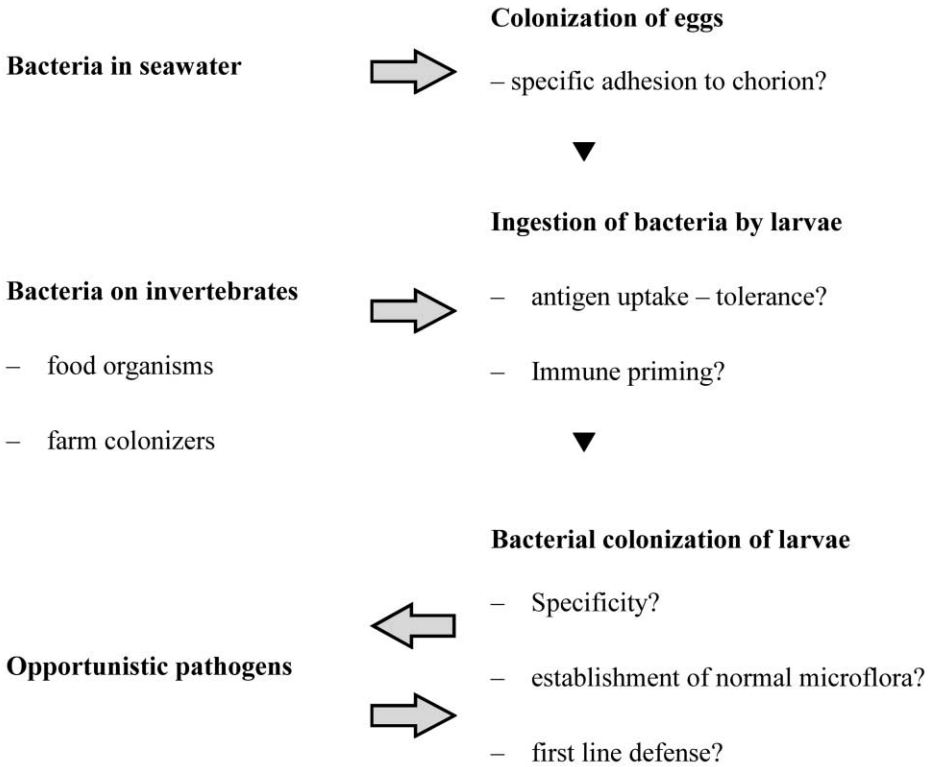 Bacteria in seawater
Colonization of eggs
– specific adhesion to chorion?
Ingestion of bacteria by larvae
– antigen uptake – tolerance?
– Immune priming?
Bacteria on invertebrates
– food organisms
– farm colonizers
Bacterial colonization of larvae
– Specificity?
– establishment of normal microflora?
– first line defense?
Opportunistic pathogens